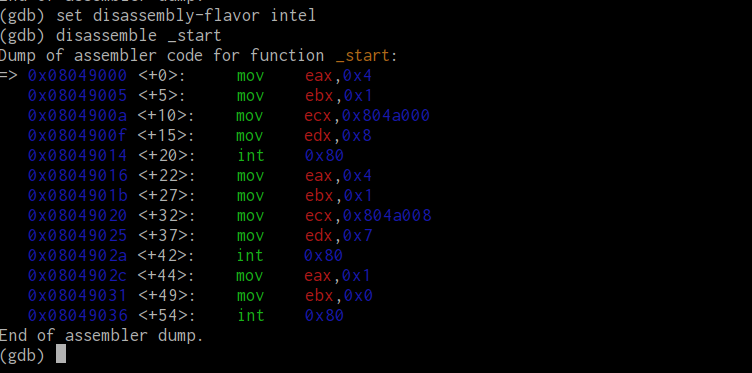 End of assembler dump.
(gdb) set disassembly-flavor intel
(gdb) disassemble _start
Dump of assembler code for function _start:
=> 0x08049000 <+0>:     mov    eax,0x4
   0x08049005 <+5>:     mov    ebx,0x1
   0x0804900a <+10>:    mov    ecx,0x804a000
   0x0804900f <+15>:    mov    edx,0x8
   0x08049014 <+20>:    int    0x80
   0x08049016 <+22>:    mov    eax,0x4
   0x0804901b <+27>:    mov    ebx,0x1
   0x08049020 <+32>:    mov    ecx,0x804a008
   0x08049025 <+37>:    mov    edx,0x7
   0x0804902a <+42>:    int    0x80
   0x0804902c <+44>:    mov    eax,0x1
   0x08049031 <+49>:    mov    ebx,0x0
   0x08049036 <+54>:    int    0x80
End of assembler dump.
(gdb)